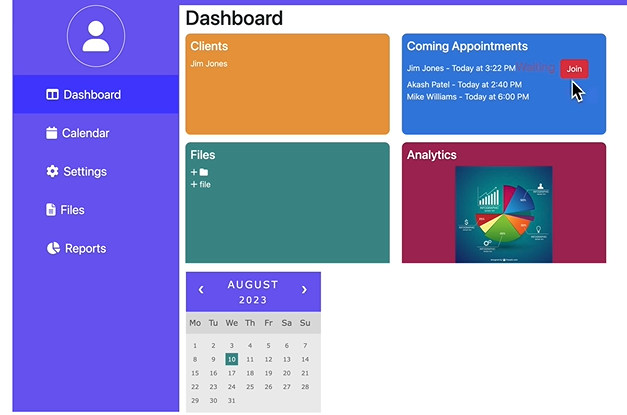 Dashboard
Calendar
Settings
Files
Reports
Dashboard
Clients
Jim Jones
Coming Appointments
Jim Jones - Today at 3:22 PM Join
Akash Patel - Today at 2:40 PM
Mike Williams - Today at 6:00 PM
Files
+
+ file
Analytics
INFOGRAPHIC
INFOGRAPHIC
INFOGRAPHIC
INFOGRAPHIC
‹ AUGUST ›
2023
Mo Tu We Th Fr Sa Su
1 2 3 4 5 6 7
8 9 10 11 12 13 14
15 16 17 18 19 20 21
22 23 24 25 26 27 28
29 30 31